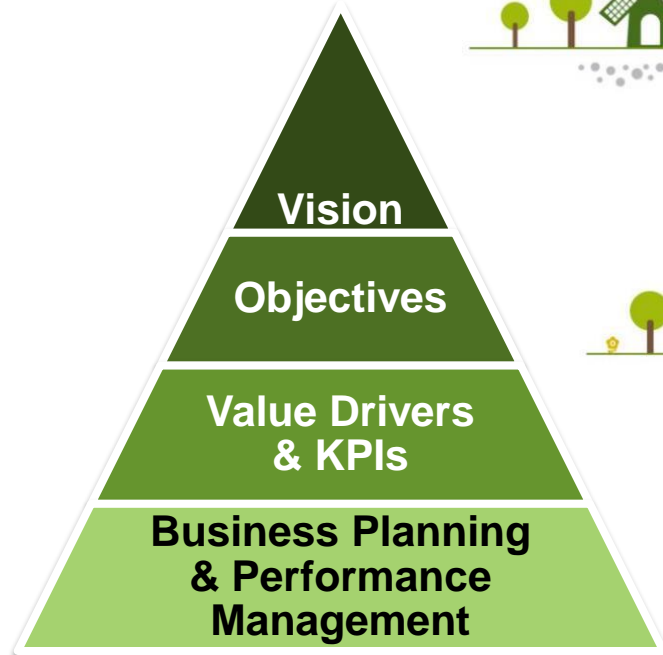 Vision
Objectives
Value Drivers
& KPIs
Business Planning
& Performance
Management